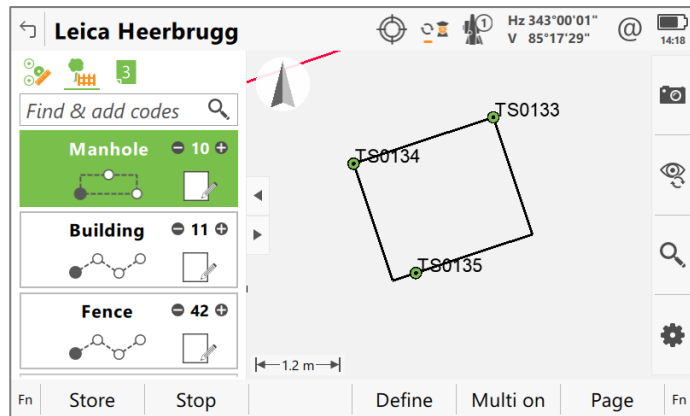 Leica Heerbrugg
1
Hz 343°00'01"
V 85°17'29"
@
14:18
3
Find & add codes
Manhole 10
Building 11
Fence 42
TS0133
TS0134
TS0135
1.2 m
Fn Store Stop Define Multi on Page Fn